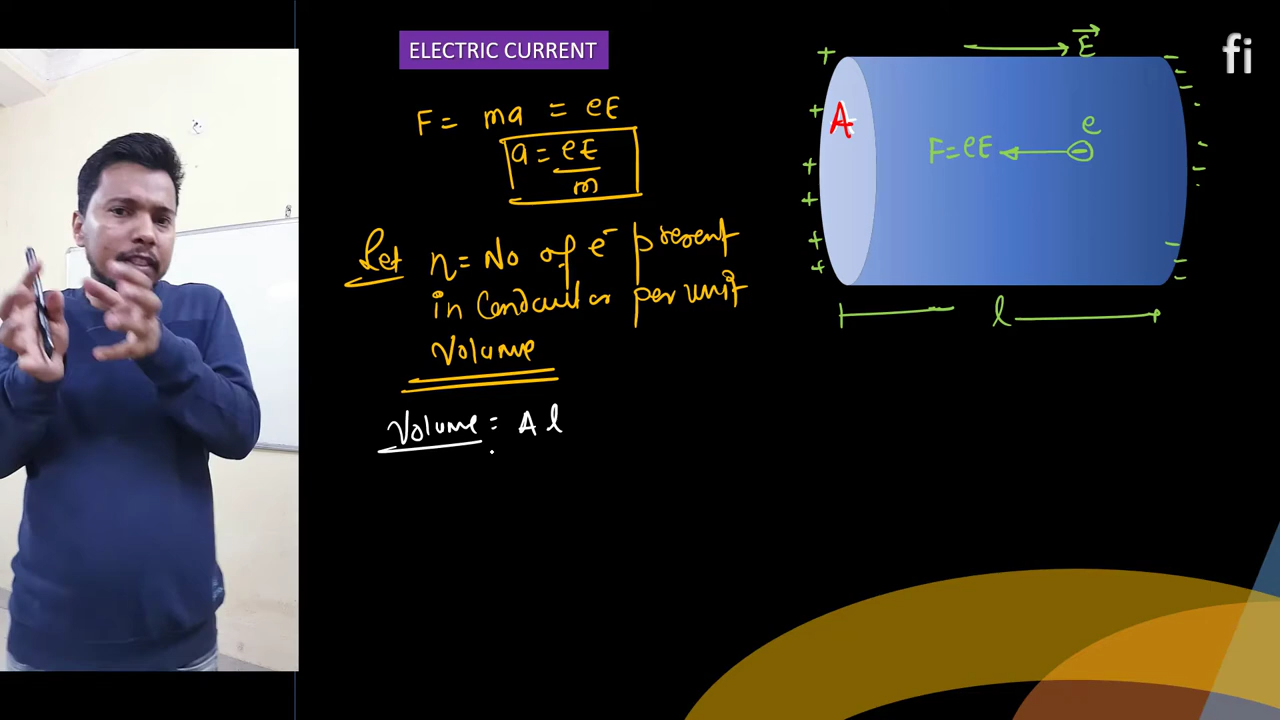 ELECTRIC CURRENT
fi
F = ma = eE
a = eE/m
Let n = No of e⁻ present
in Conductor per unit
Volume
Volume = A l
+
E⃗
A
e
F = eE
-
l